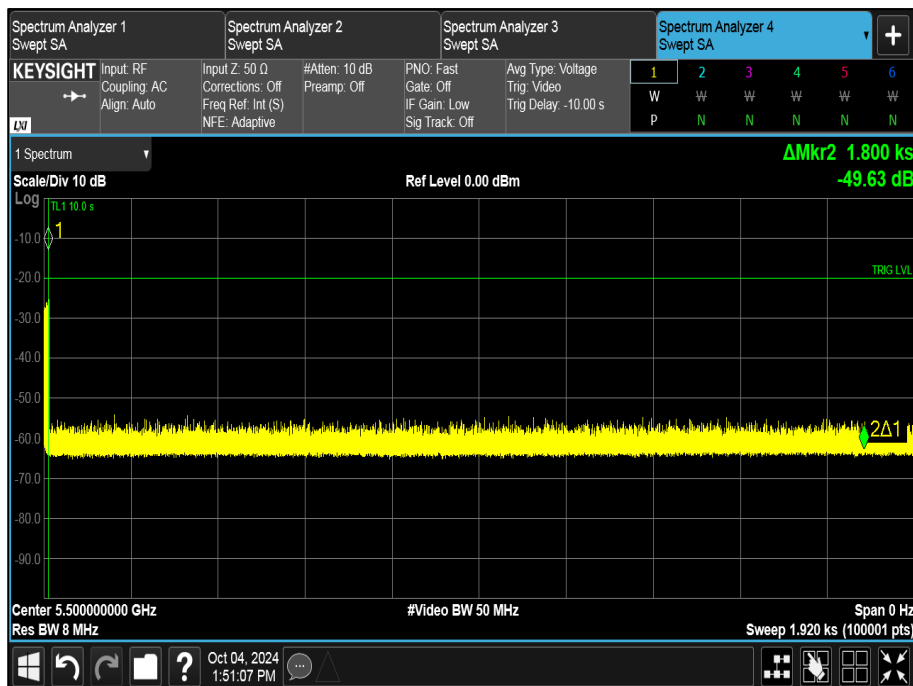 Spectrum Analyzer 1
Swept SA
Spectrum Analyzer 2
Swept SA
Spectrum Analyzer 3
Swept SA
Spectrum Analyzer 4
Swept SA
+
KEYSIGHT
LXI
Input: RF
Coupling: AC
Align: Auto
Input Z: 50 Ω
Corrections: Off
Freq Ref: Int (S)
NFE: Adaptive
#Atten: 10 dB
Preamp: Off
PNO: Fast
Gate: Off
IF Gain: Low
Sig Track: Off
Avg Type: Voltage
Trig: Video
Trig Delay: -10.00 s
1 2 3 4 5 6
W W W W W W
P N N N N N
1 Spectrum
ΔMkr2 1.800 ks
-49.63 dB
Scale/Div 10 dB
Ref Level 0.00 dBm
Log
TL1 10.0 s
1
-10.0
-20.0
TRIG LVL
-30.0
-40.0
-50.0
-60.0
2Δ1
-70.0
-80.0
-90.0
Center 5.500000000 GHz
#Video BW 50 MHz
Span 0 Hz
Res BW 8 MHz
Sweep 1.920 ks (100001 pts)
?
Oct 04, 2024
1:51:07 PM